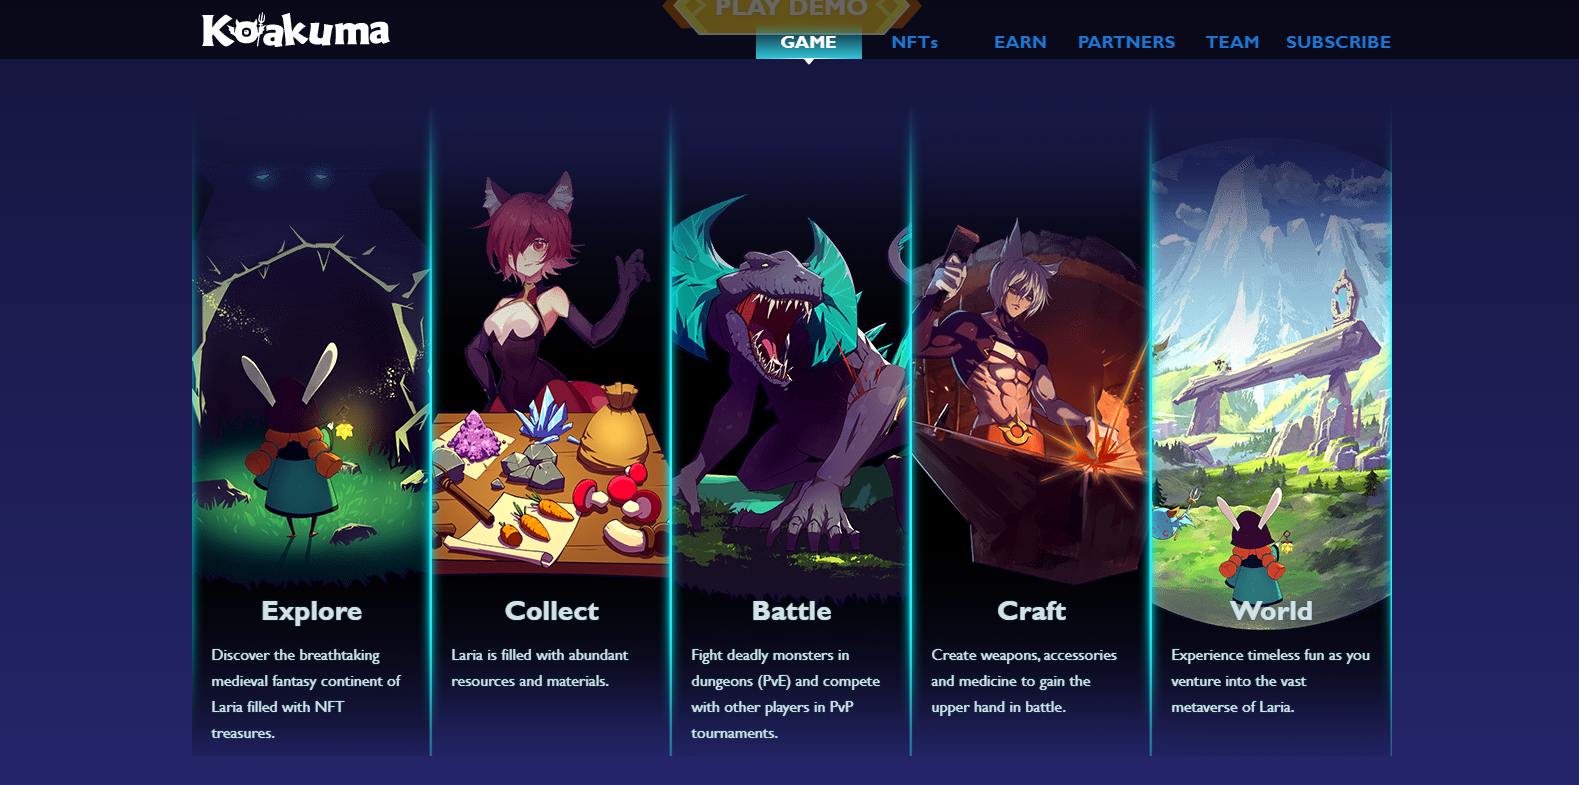 PLAY DEMO
Koakuma
GAME NFTs EARN PARTNERS TEAM SUBSCRIBE
Explore
Discover the breathtaking
medieval fantasy continent of
Laria filled with NFT
treasures.
Collect
Laria is filled with abundant
resources and materials.
Battle
Fight deadly monsters in
dungeons (PvE) and compete
with other players in PvP
tournaments.
Craft
Create weapons, accessories
and medicine to gain the
upper hand in battle.
World
Experience timeless fun as you
venture into the vast
metaverse of Laria.